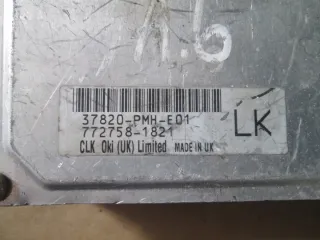 1.6
37820-PMH-E01
772758-1821
LK
CLK Oki (UK) Limited MADE IN UK